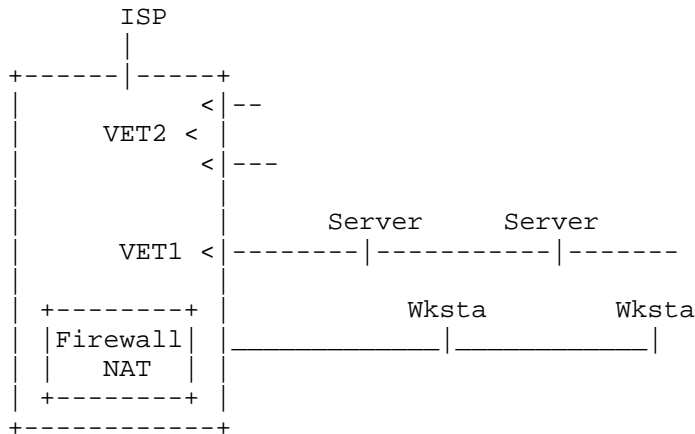 ISP
VET2
Server Server
VET1
Wksta Wksta
Firewall
NAT